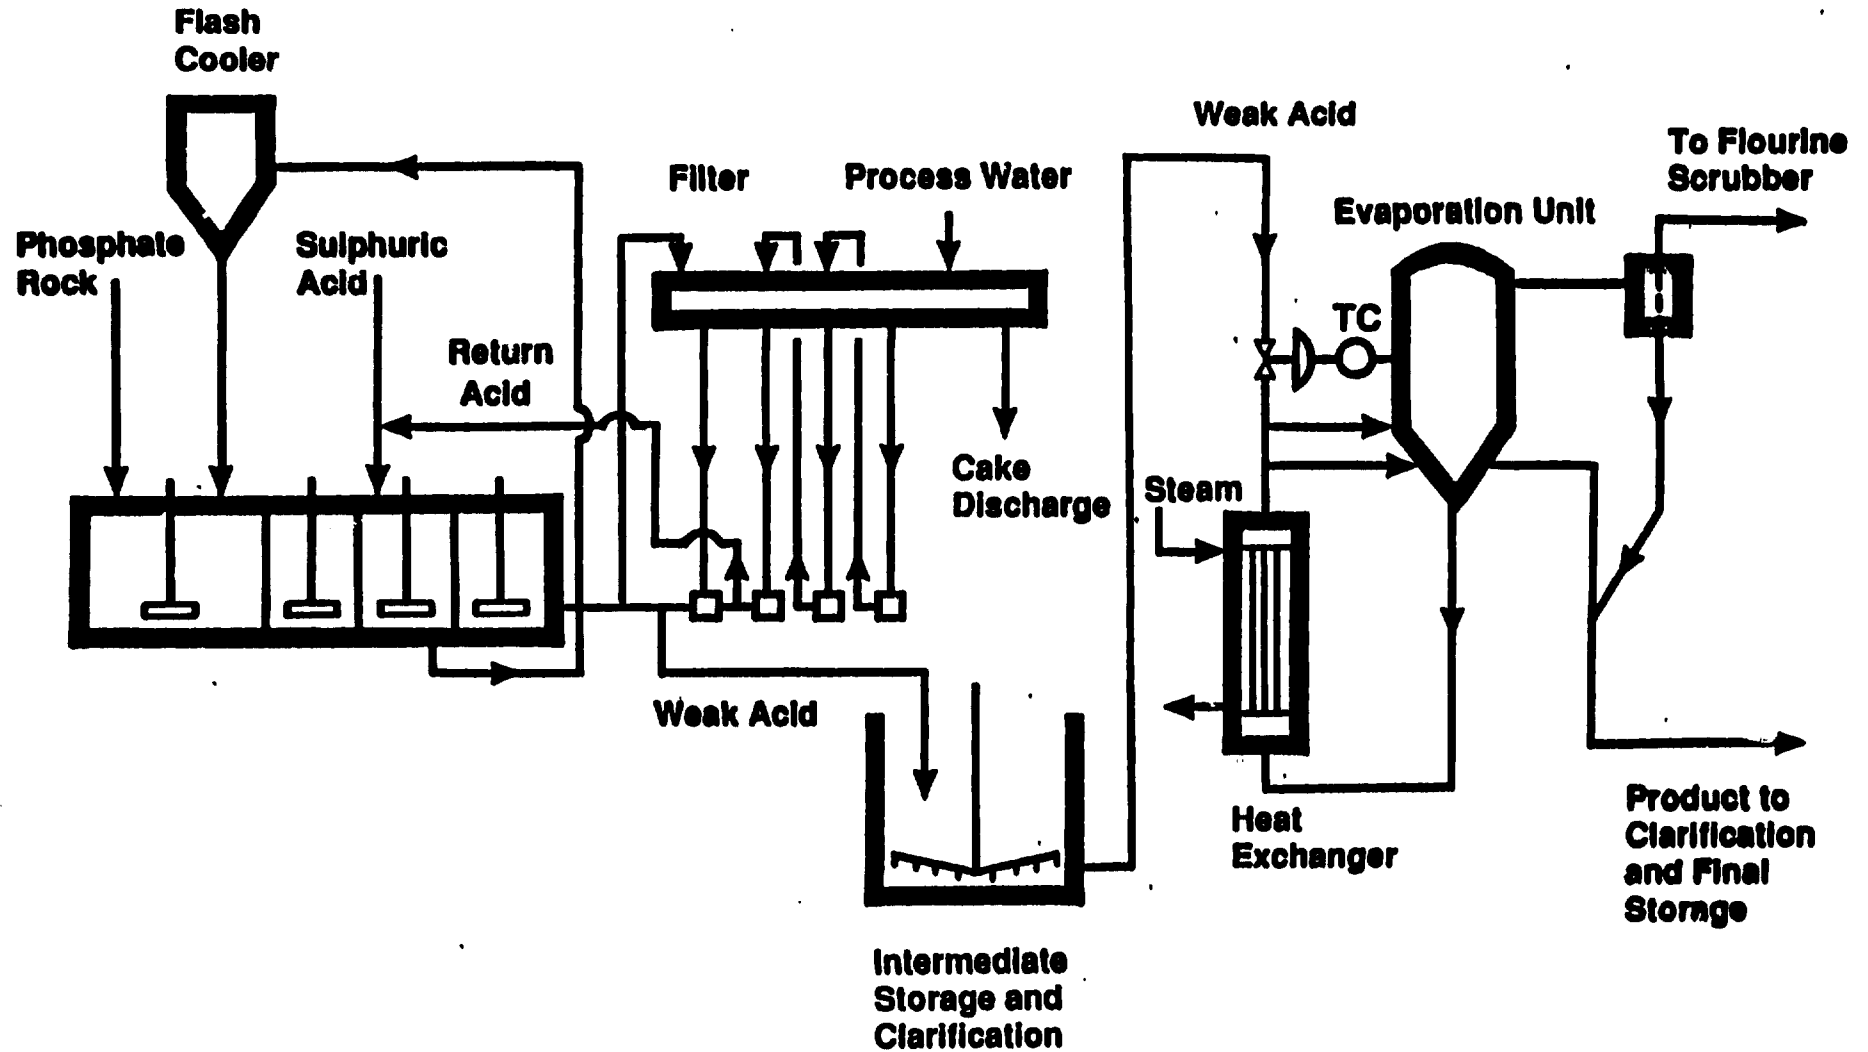 Flash
Cooler
Phosphate
Rock
Sulphuric
Acid
Return
Acid
Filter
Process Water
Cake
Discharge
Weak Acid
Intermediate
Storage and
Clarification
Weak Acid
Steam
TC
Evaporation Unit
Heat
Exchanger
To Flourine
Scrubber
Product to
Clarification
and Final
Storage